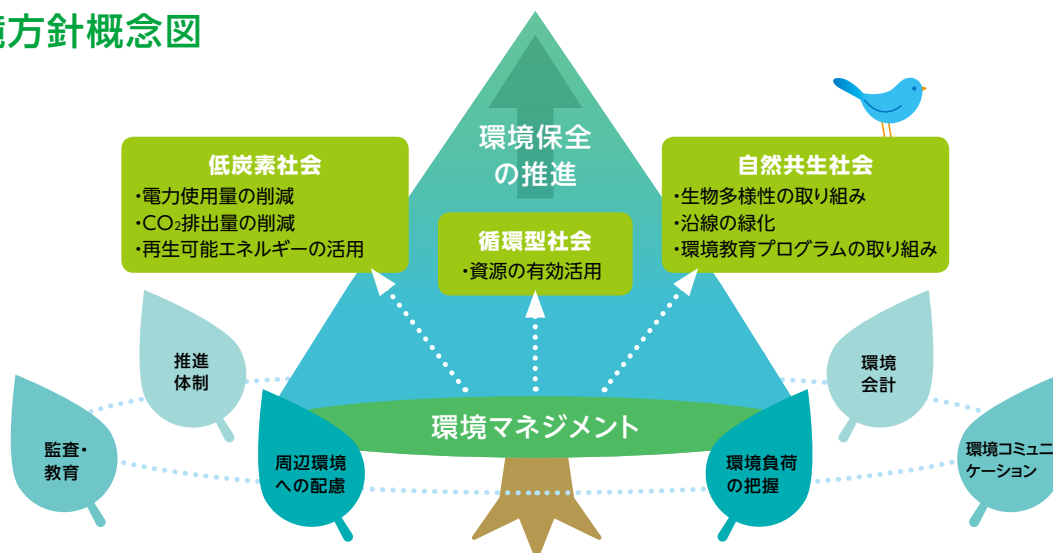 境方針概念図
環境保全
の推進
低炭素社会
・電力使用量の削減
・CO₂排出量の削減
・再生可能エネルギーの活用
循環型社会
・資源の有効活用
自然共生社会
・生物多様性の取り組み
・沿線の緑化
・環境教育プログラムの取り組み
推進
体制
環境
会計
環境マネジメント
監査・
教育
周辺環境
への配慮
環境負荷
の把握
環境コミュニ
ケーション